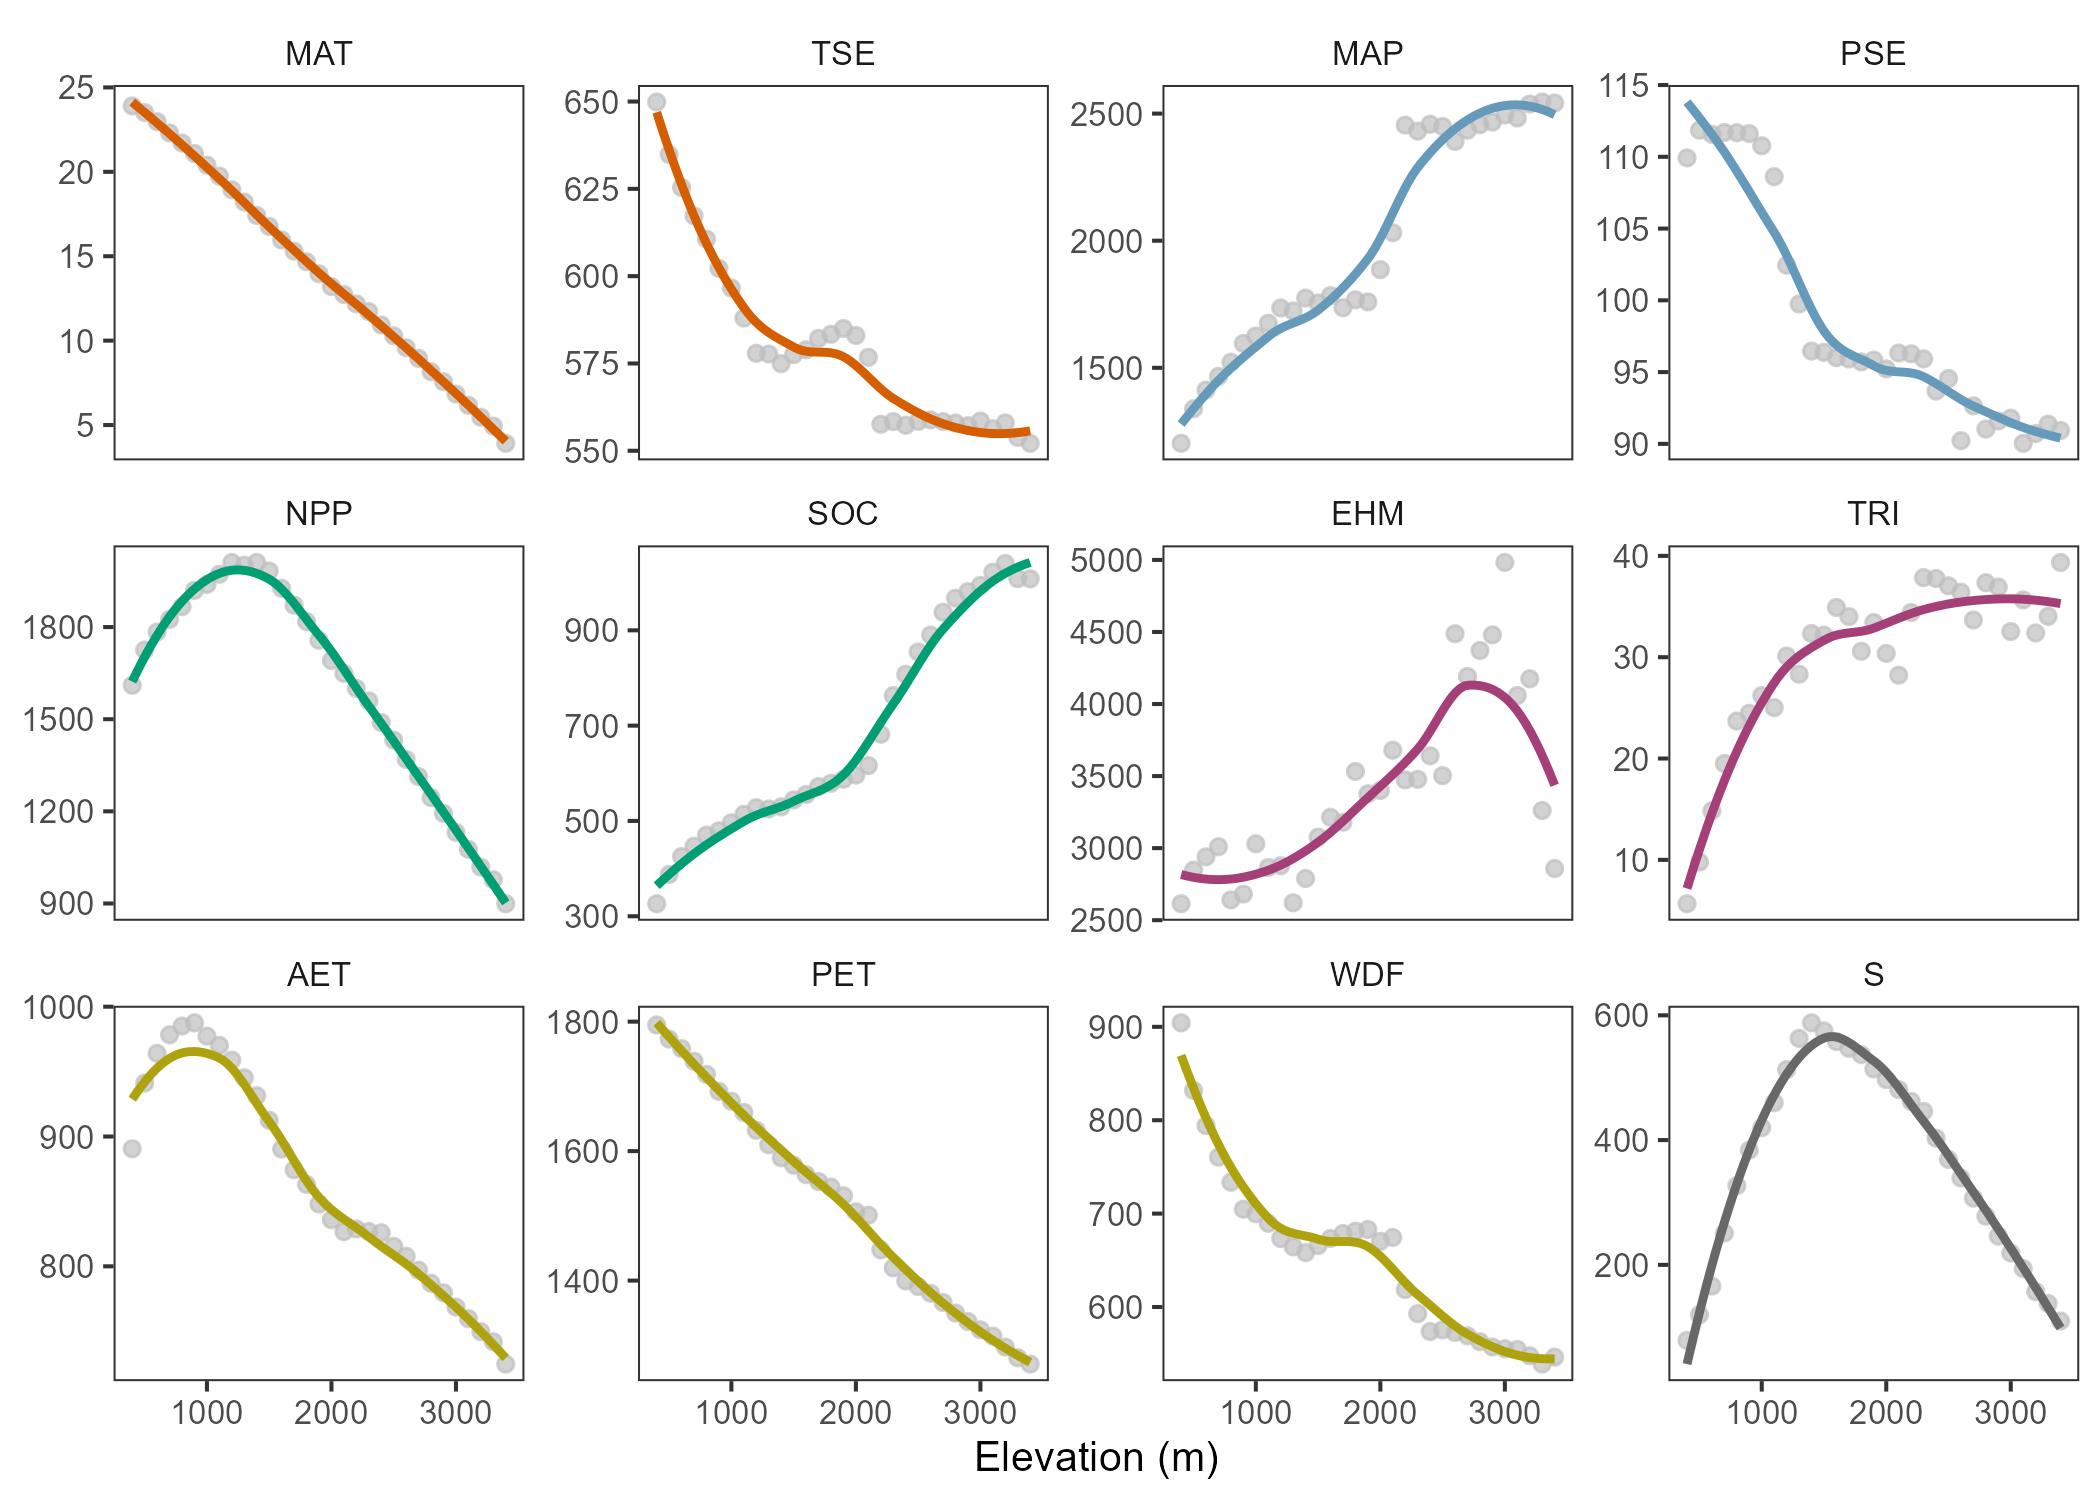 MAT TSE MAP PSE
25 650 2500 115
20 625 2000 110
15 600 1500 105
10 575 100
5 550 95
90
NPP SOC EHM TRI
1800 900 5000 40
1500 700 4500 30
1200 500 4000 20
900 300 3500 10
3000
2500
AET PET WDF S
1000 1800 900 600
900 1600 800 400
800 1400 700 200
600
1000 2000 3000 1000 2000 3000 1000 2000 3000 1000 2000 3000
Elevation (m)